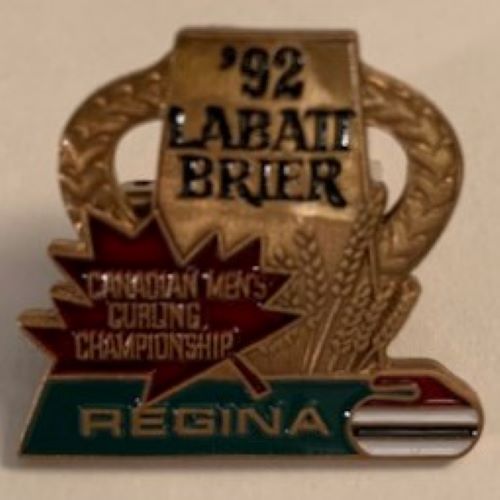 '92
LABATT
BRIER
CANADIAN MEN'S
CURLING
CHAMPIONSHIP
REGINA